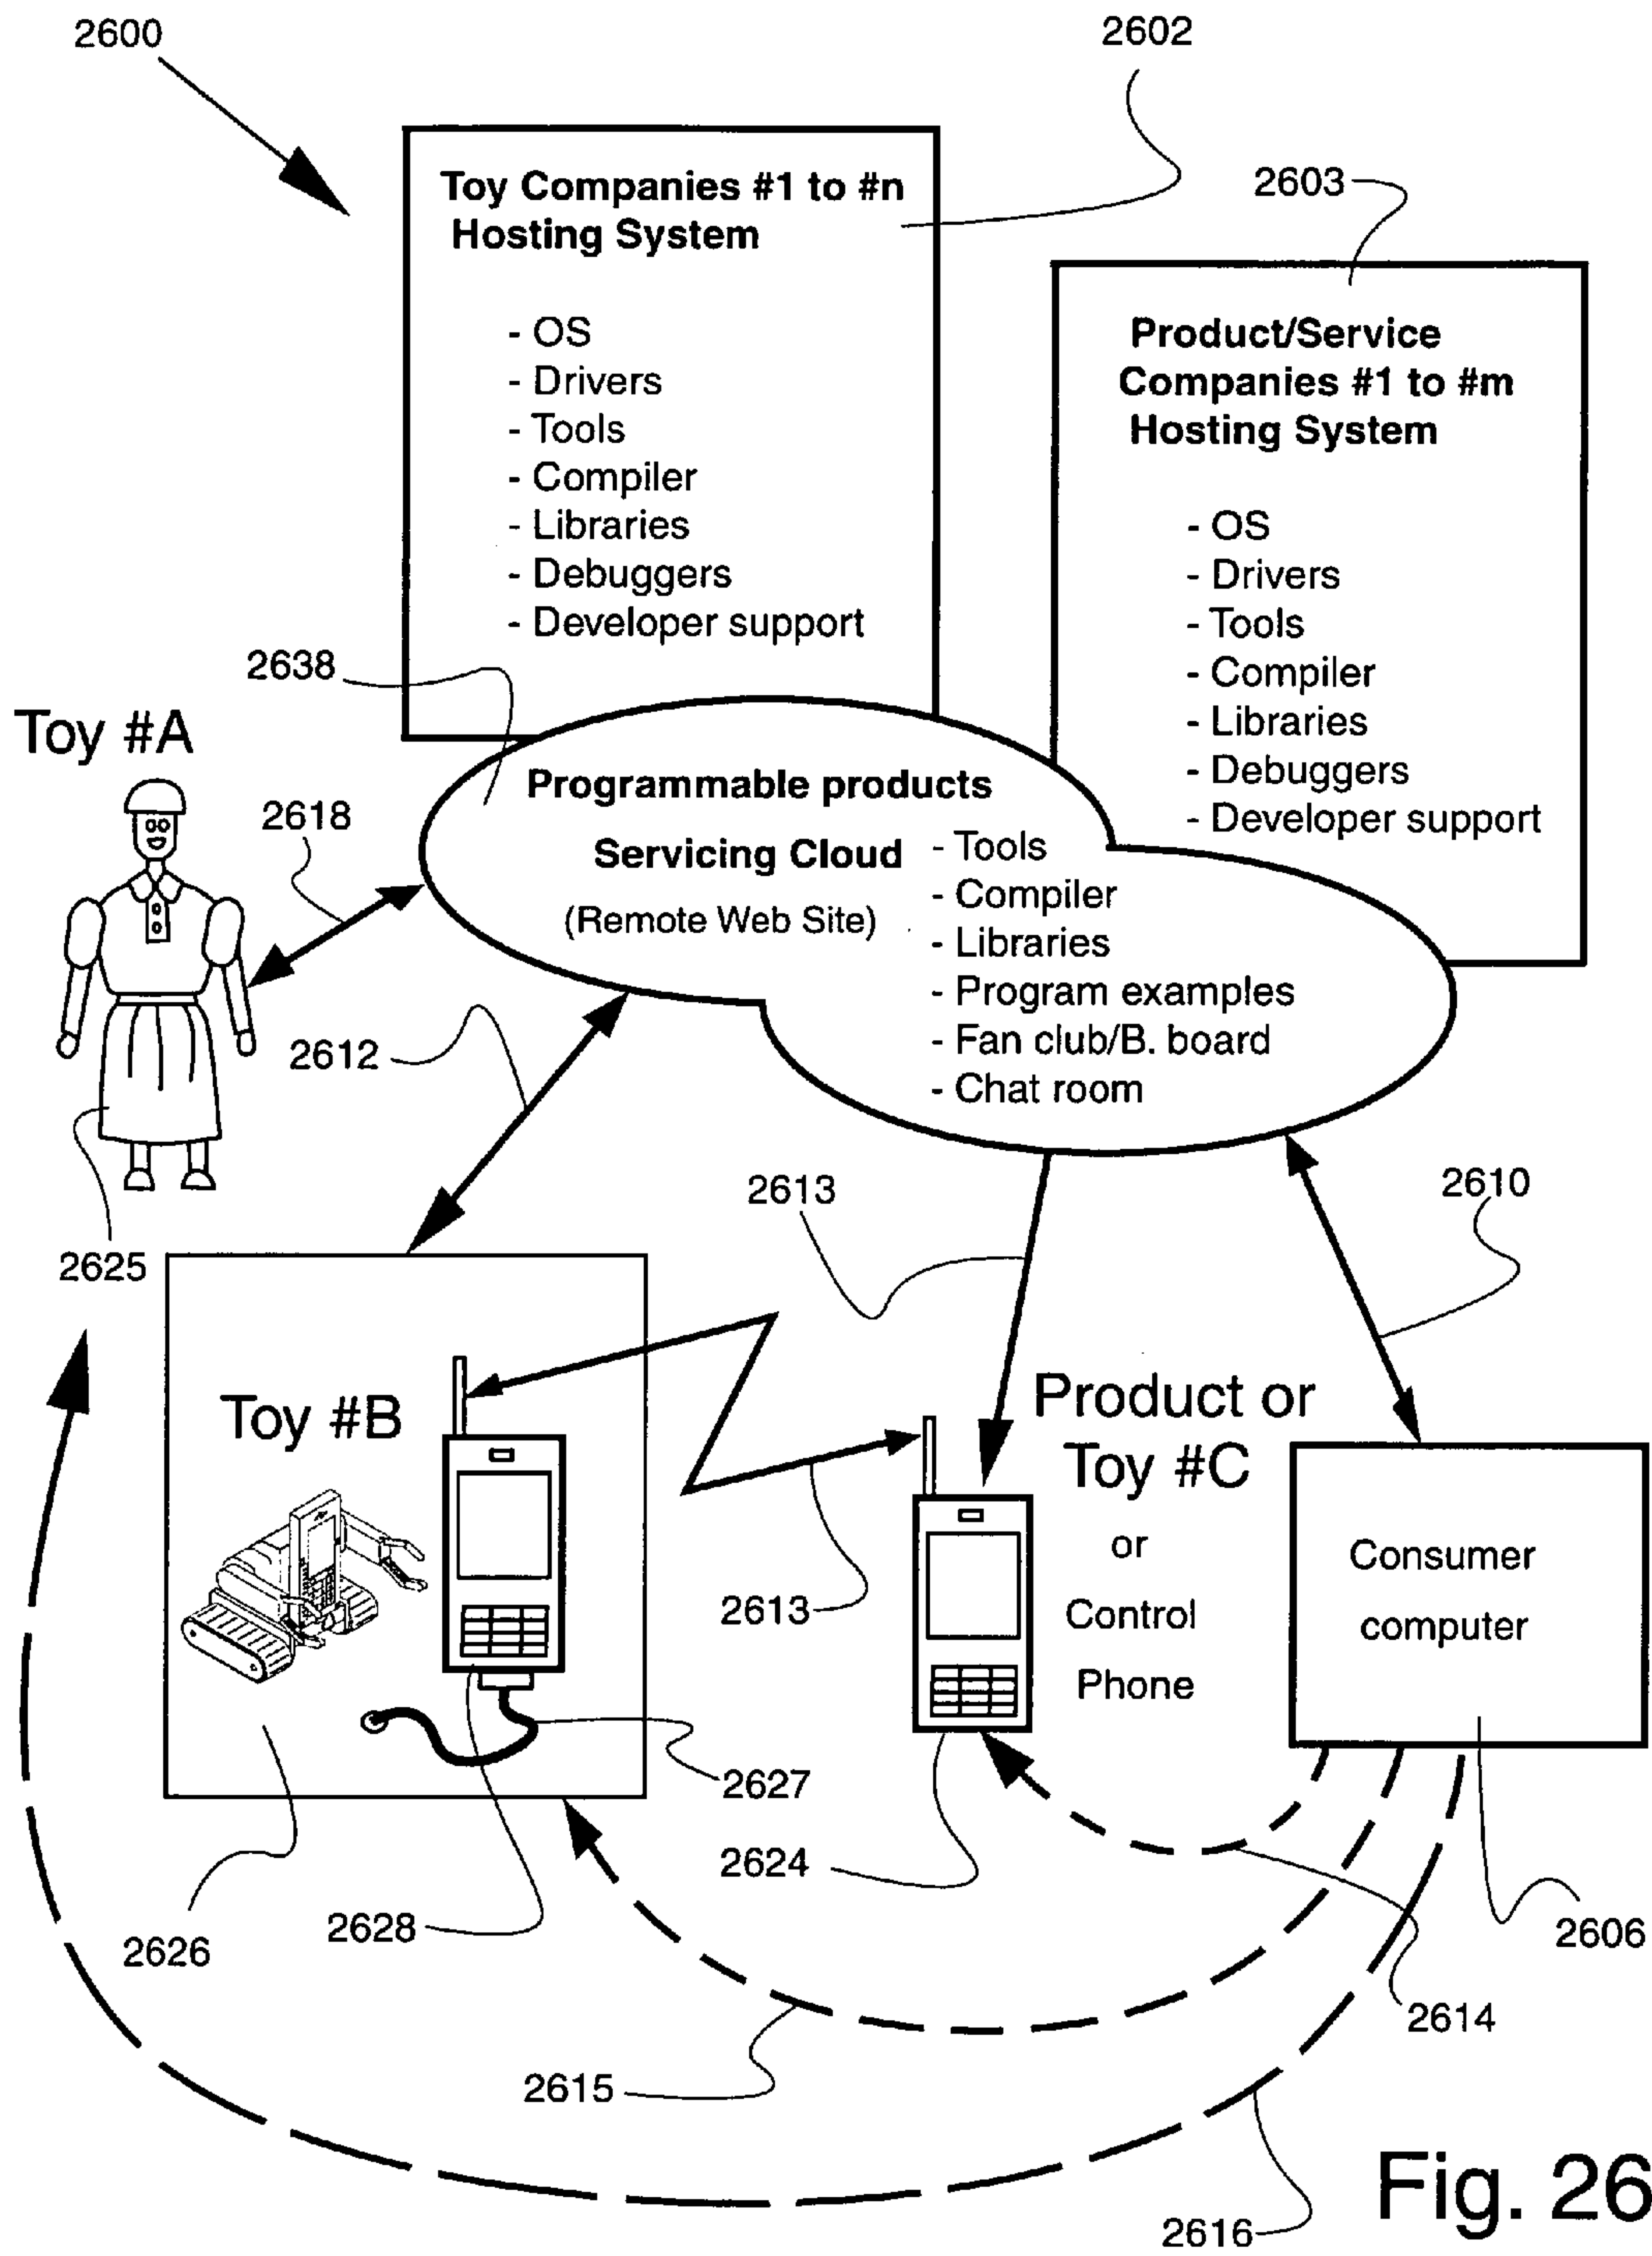 2600
2602
Toy Companies #1 to #n
Hosting System
- OS
- Drivers
- Tools
- Compiler
- Libraries
- Debuggers
- Developer support
2603
Product/Service
Companies #1 to #m
Hosting System
- OS
- Drivers
- Tools
- Compiler
- Libraries
- Debuggers
- Developer support
2638
Toy #A
2618
Programmable products
Servicing Cloud
(Remote Web Site)
- Tools
- Compiler
- Libraries
- Program examples
- Fan club/B. board
- Chat room
2612
2625
2613
2610
Toy #B
Product or
Toy #C
or
Control
Phone
Consumer
computer
2613
2627
2624
2626
2628
2606
2614
2615
2616
Fig. 26